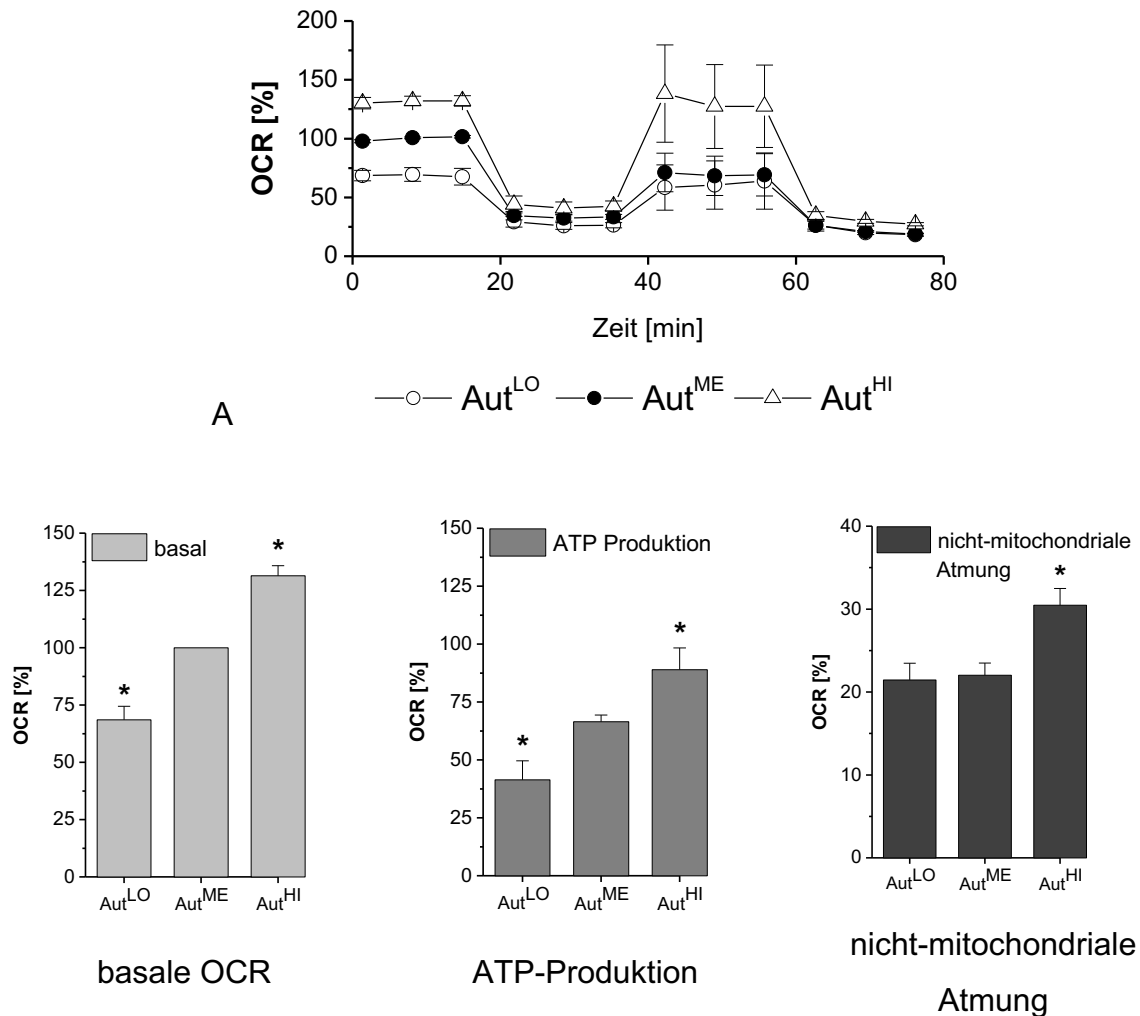 200
150
100
50
0
OCR [%]
0 20 40 60 80
Zeit [min]
Aut^LO Aut^ME Aut^HI
A
150
125
100
75
50
25
0
OCR [%]
basal
*
*
Aut^LO Aut^ME Aut^HI
basale OCR
150
125
100
75
50
25
0
OCR [%]
ATP Produktion
*
*
Aut^LO Aut^ME Aut^HI
ATP-Produktion
40
30
20
10
0
OCR [%]
nicht-mitochondriale
Atmung
*
Aut^LO Aut^ME Aut^HI
nicht-mitochondriale
Atmung